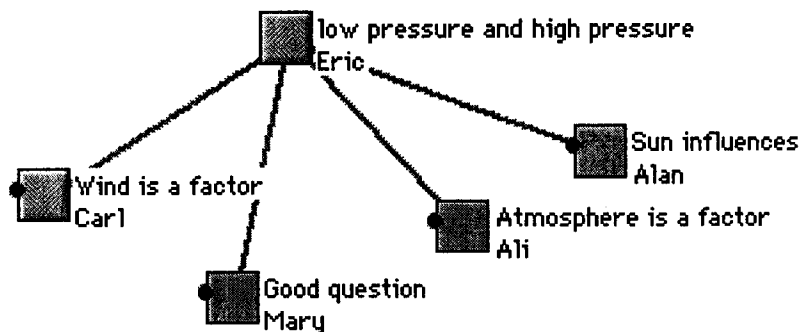 low pressure and high pressure
Eric
Sun influences
Alan
Wind is a factor
Carl
Atmosphere is a factor
Ali
Good question
Mary